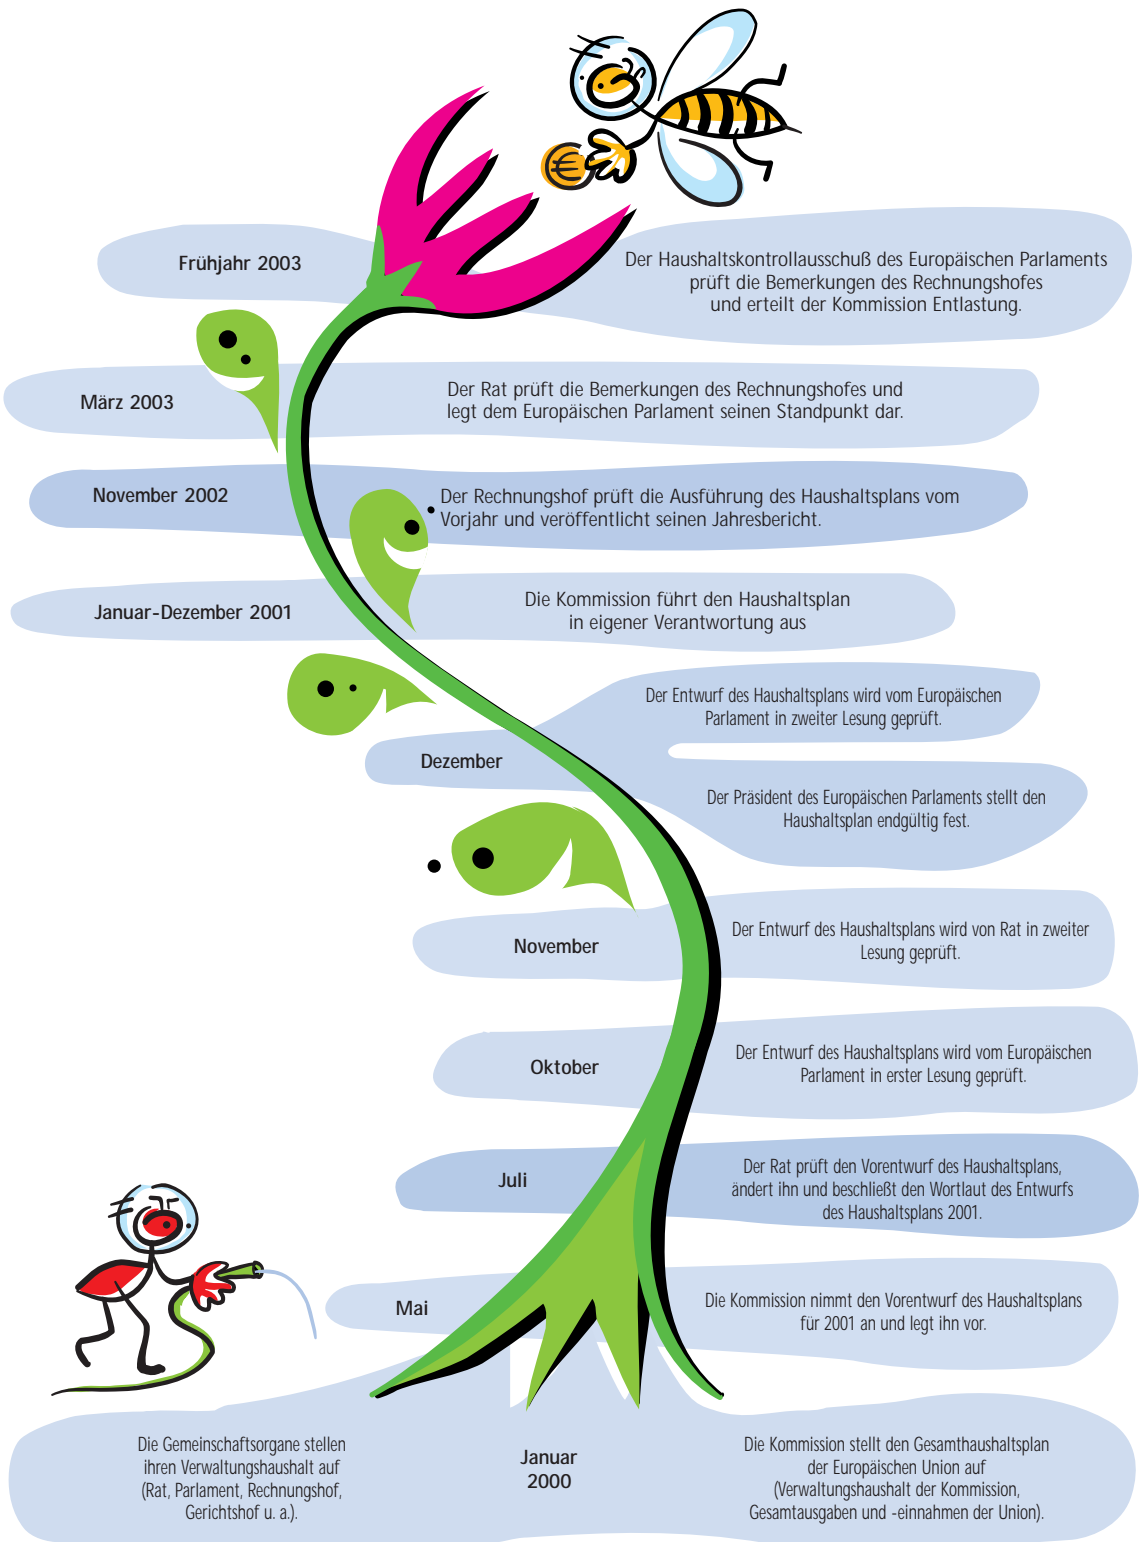 Frühjahr 2003
Der Haushaltskontrollausschuß des Europäischen Parlaments
prüft die Bemerkungen des Rechnungshofes
und erteilt der Kommission Entlastung.
März 2003
Der Rat prüft die Bemerkungen des Rechnungshofes und
legt dem Europäischen Parlament seinen Standpunkt dar.
November 2002
Der Rechnungshof prüft die Ausführung des Haushaltsplans vom
Vorjahr und veröffentlicht seinen Jahresbericht.
Januar-Dezember 2001
Die Kommission führt den Haushaltsplan
in eigener Verantwortung aus
Der Entwurf des Haushaltsplans wird vom Europäischen
Parlament in zweiter Lesung geprüft.
Dezember
Der Präsident des Europäischen Parlaments stellt den
Haushaltsplan endgültig fest.
November
Der Entwurf des Haushaltsplans wird von Rat in zweiter
Lesung geprüft.
Oktober
Der Entwurf des Haushaltsplans wird vom Europäischen
Parlament in erster Lesung geprüft.
Juli
Der Rat prüft den Vorentwurf des Haushaltsplans,
ändert ihn und beschließt den Wortlaut des Entwurfs
des Haushaltsplans 2001.
Mai
Die Kommission nimmt den Vorentwurf des Haushaltsplans
für 2001 an und legt ihn vor.
Die Gemeinschaftsorgane stellen
ihren Verwaltungshaushalt auf
(Rat, Parlament, Rechnungshof,
Gerichtshof u. a.).
Januar
2000
Die Kommission stellt den Gesamthaushaltsplan
der Europäischen Union auf
(Verwaltungshaushalt der Kommission,
Gesamtausgaben und -einnahmen der Union).